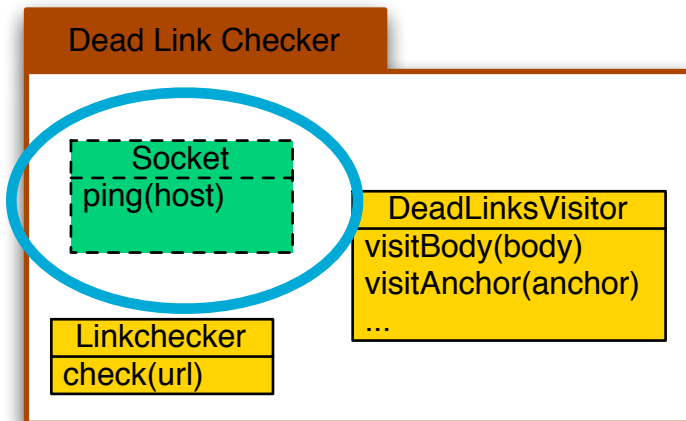 Dead Link Checker
Socket
ping(host)
DeadLinksVisitor
visitBody(body)
visitAnchor(anchor)
...
Linkchecker
check(url)